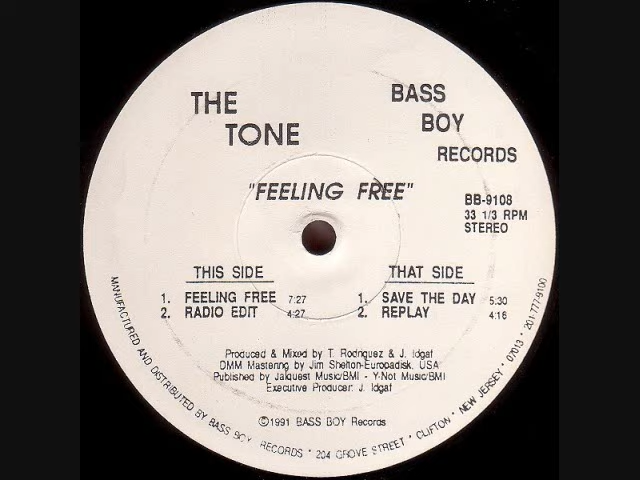 THE
TONE
BASS
BOY
RECORDS
"FEELING FREE"
BB-9108
33 1/3 RPM
STEREO
THIS SIDE
1. FEELING FREE 7:27
2. RADIO EDIT 4:27
THAT SIDE
1. SAVE THE DAY 5:30
2. REPLAY 4:16
Produced & Mixed by T. Rodriquez & J. Idgaf
DMM Mastering by Jim Shelton-Europadisk, USA
Published by Jalquest Music/BMI - Y-Not Music/BMI
Executive Producer: J. Idgaf
©1991 BASS BOY Records
MANUFACTURED AND DISTRIBUTED BY BASS BOY RECORDS * 204 GROVE STREET * CLIFTON * NEW JERSEY * 07013 * 201-777-9100